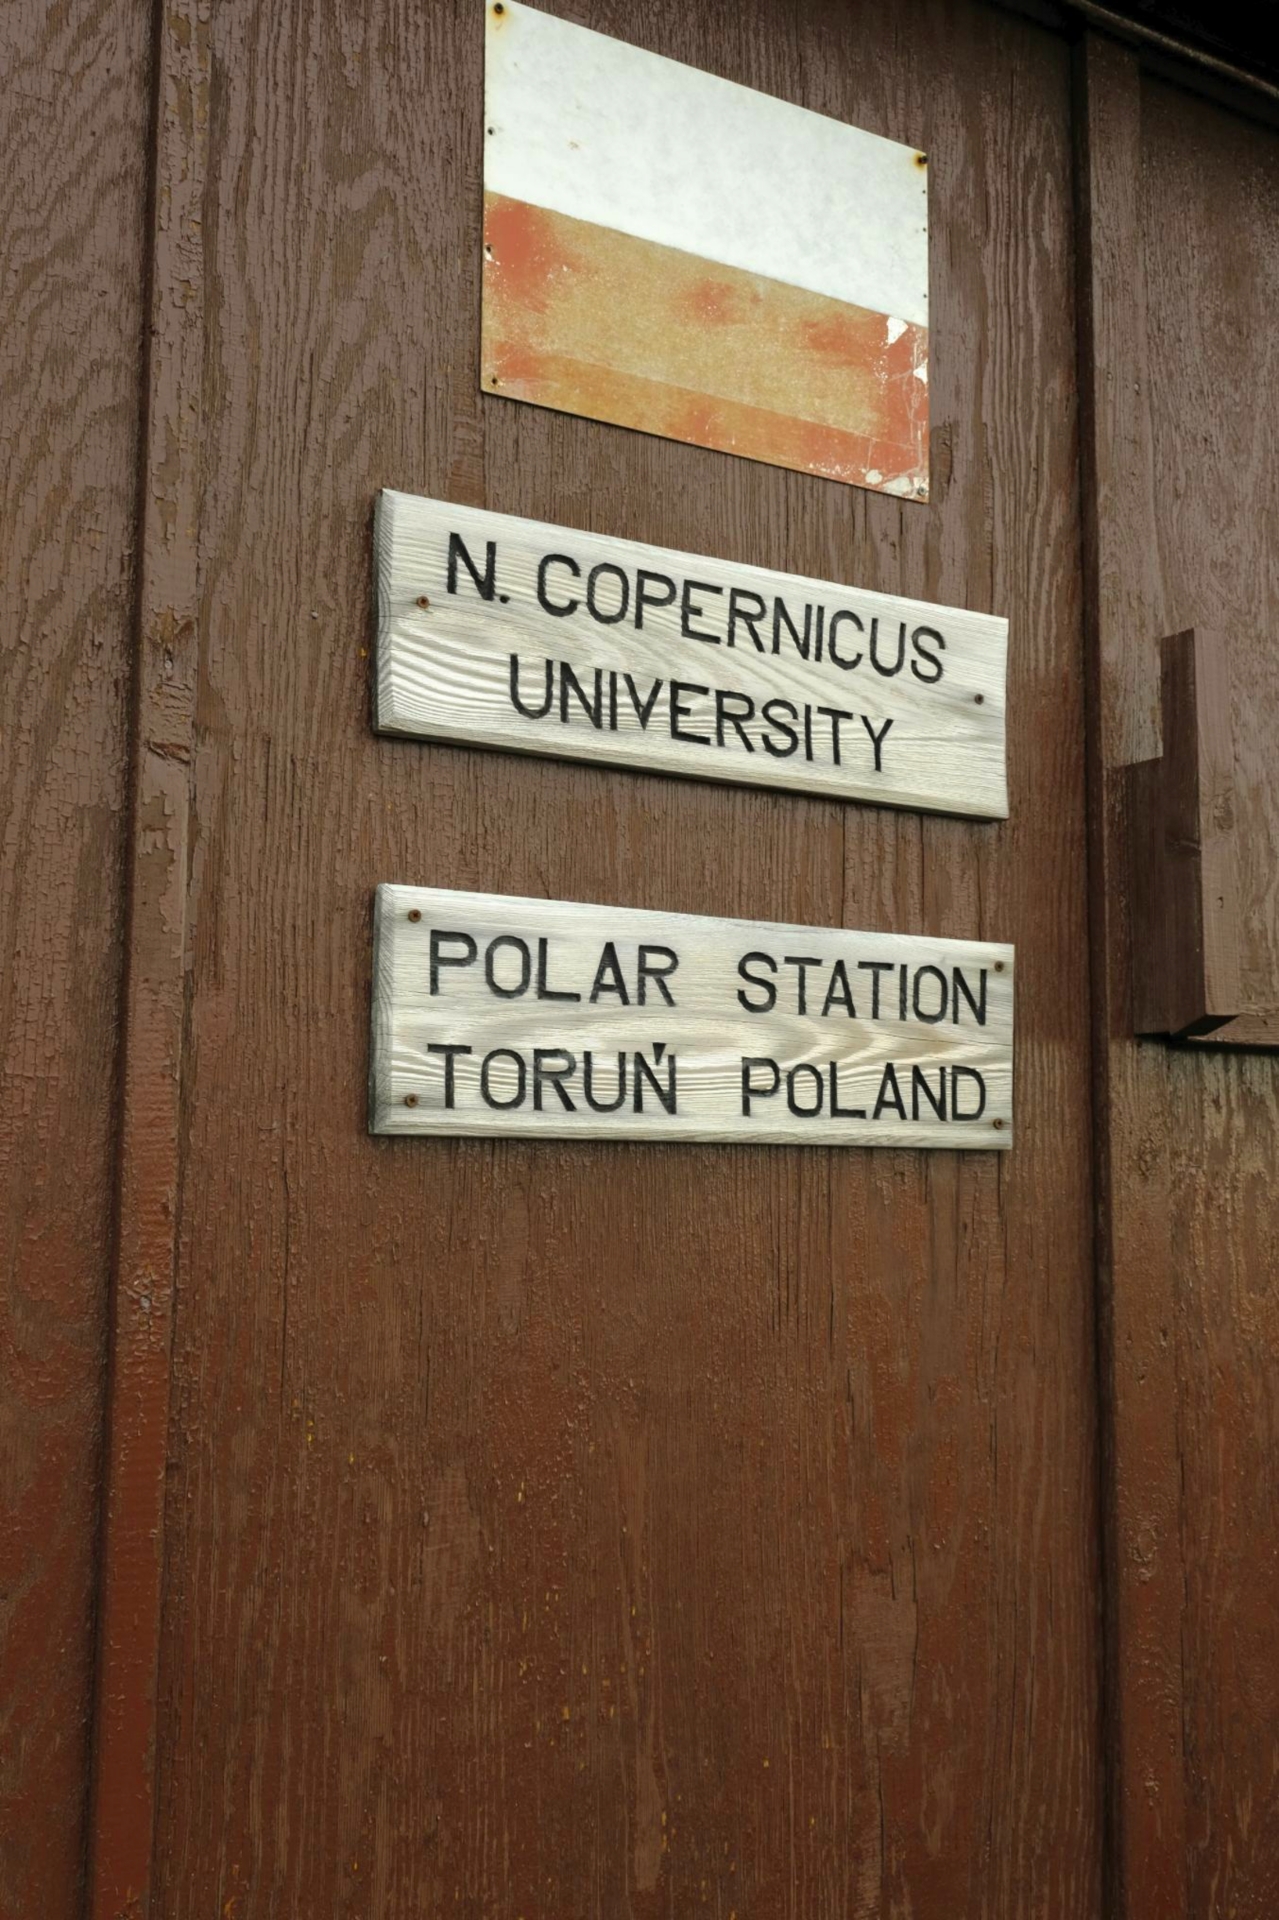 N. COPERNICUS
UNIVERSITY
POLAR STATION
TORUŃ POLAND